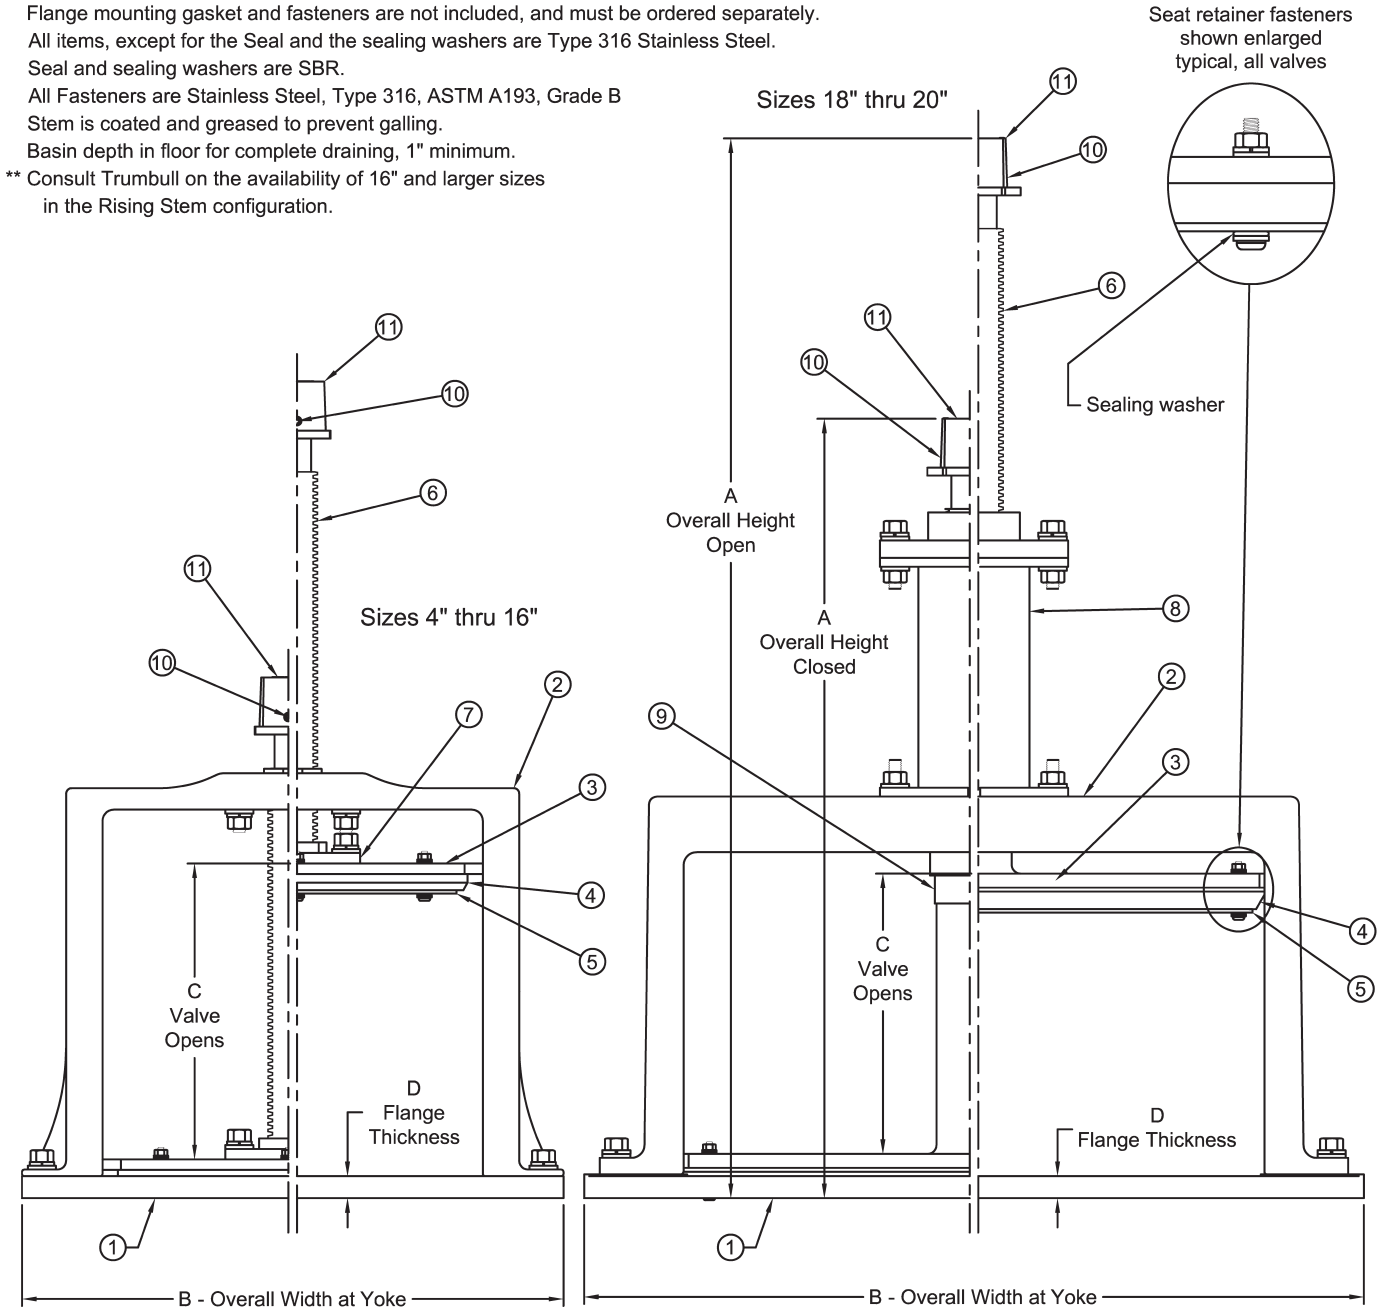 Flange mounting gasket and fasteners are not included, and must be ordered separately.
All items, except for the Seal and the sealing washers are Type 316 Stainless Steel.
Seal and sealing washers are SBR.
All Fasteners are Stainless Steel, Type 316, ASTM A193, Grade B
Stem is coated and greased to prevent galling.
Basin depth in floor for complete draining, 1" minimum.
** Consult Trumbull on the availability of 16" and larger sizes
in the Rising Stem configuration.
Seat retainer fasteners
shown enlarged
typical, all valves
Sizes 18" thru 20"
11
10
6
11
10
Sealing washer
A
Overall Height
Open
A
Overall Height
Closed
8
2
9
3
4
5
C
Valve
Opens
D
Flange Thickness
1
B - Overall Width at Yoke
11
10
6
11
Sizes 4" thru 16"
10
2
7
3
4
5
C
Valve
Opens
D
Flange
Thickness
1
B - Overall Width at Yoke